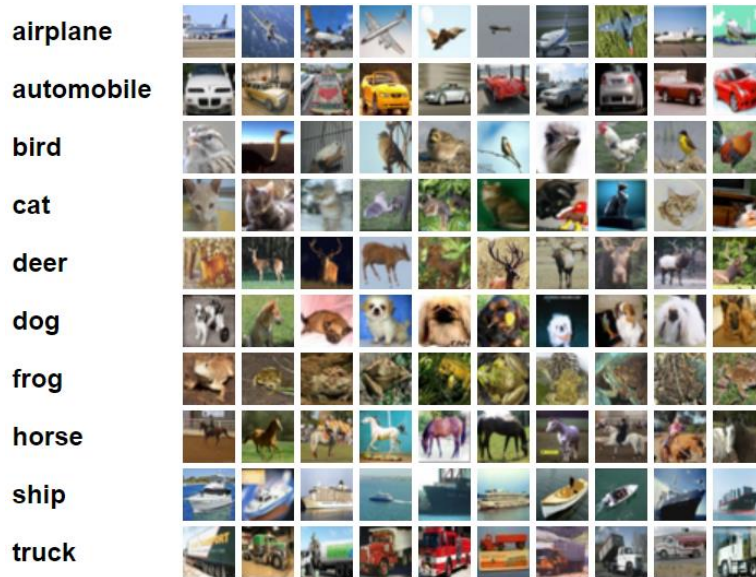 airplane
automobile
bird
cat
deer
dog
frog
horse
ship
truck